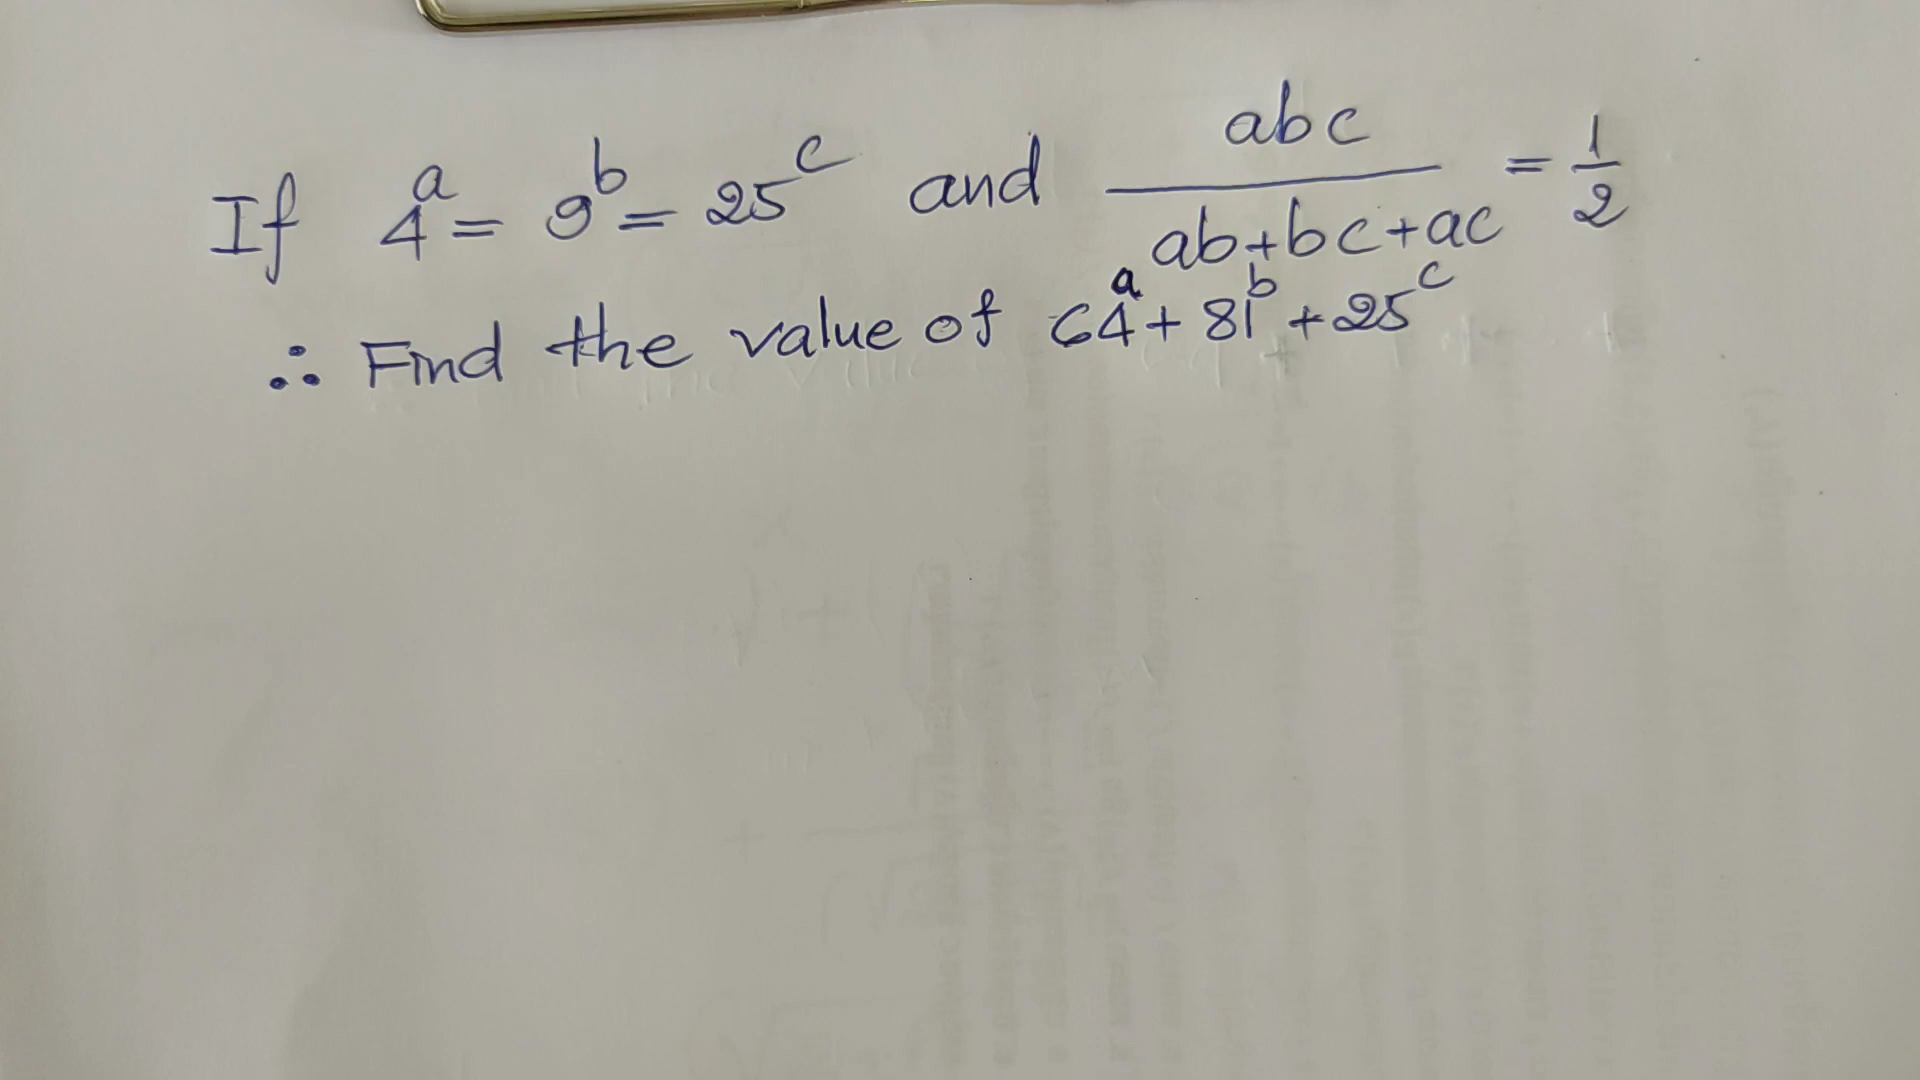 If 4^a = 9^b = 25^c and abc/(ab+bc+ac) = 1/2
∴ Find the value of 64^a + 81^b + 25^c